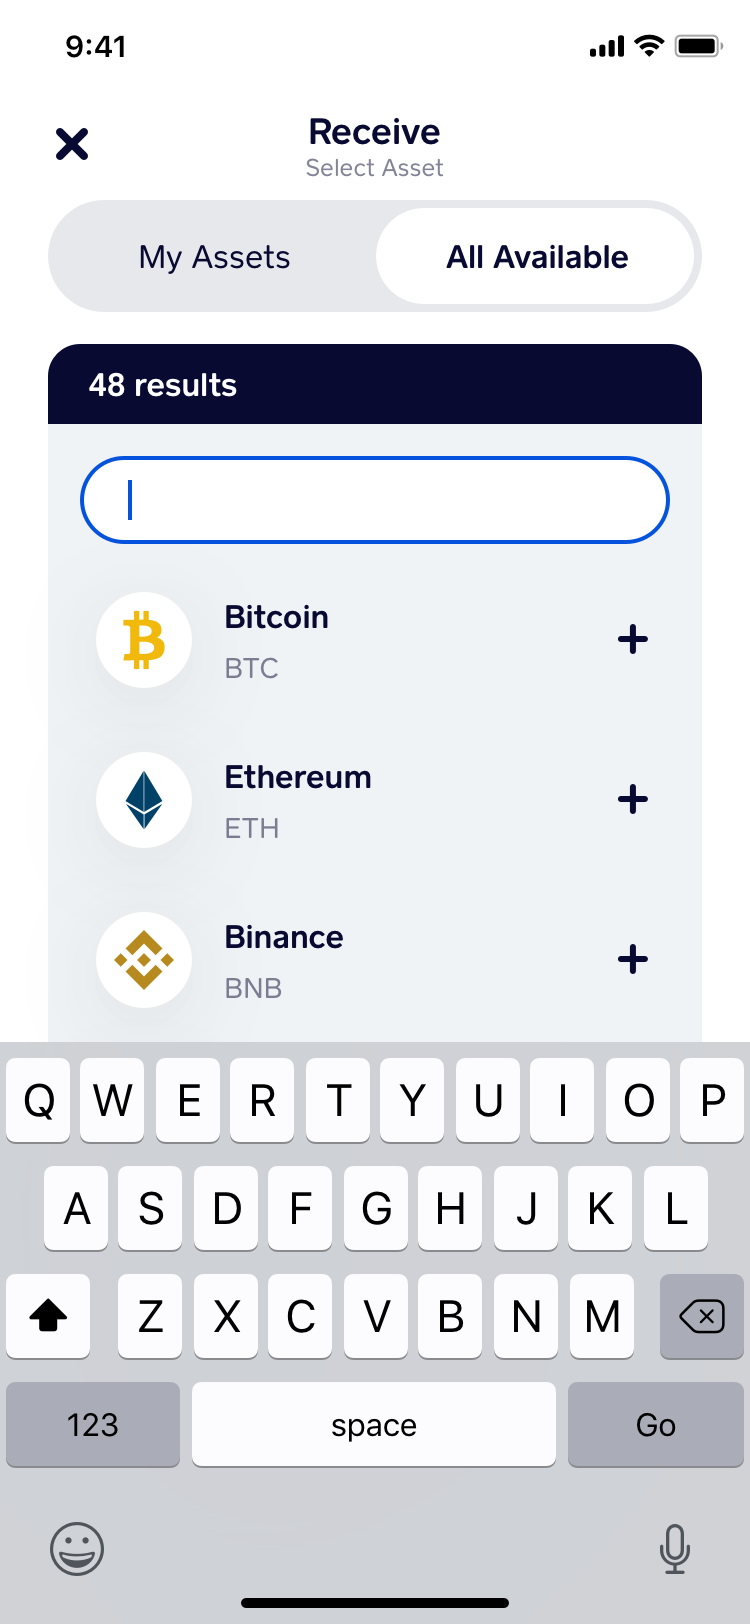 9:41
Receive
Select Asset
My Assets All Available
48 results
Bitcoin
BTC
Ethereum
ETH
Binance
BNB
Q W E R T Y U I O P
A S D F G H J K L
Z X C V B N M
123 space Go